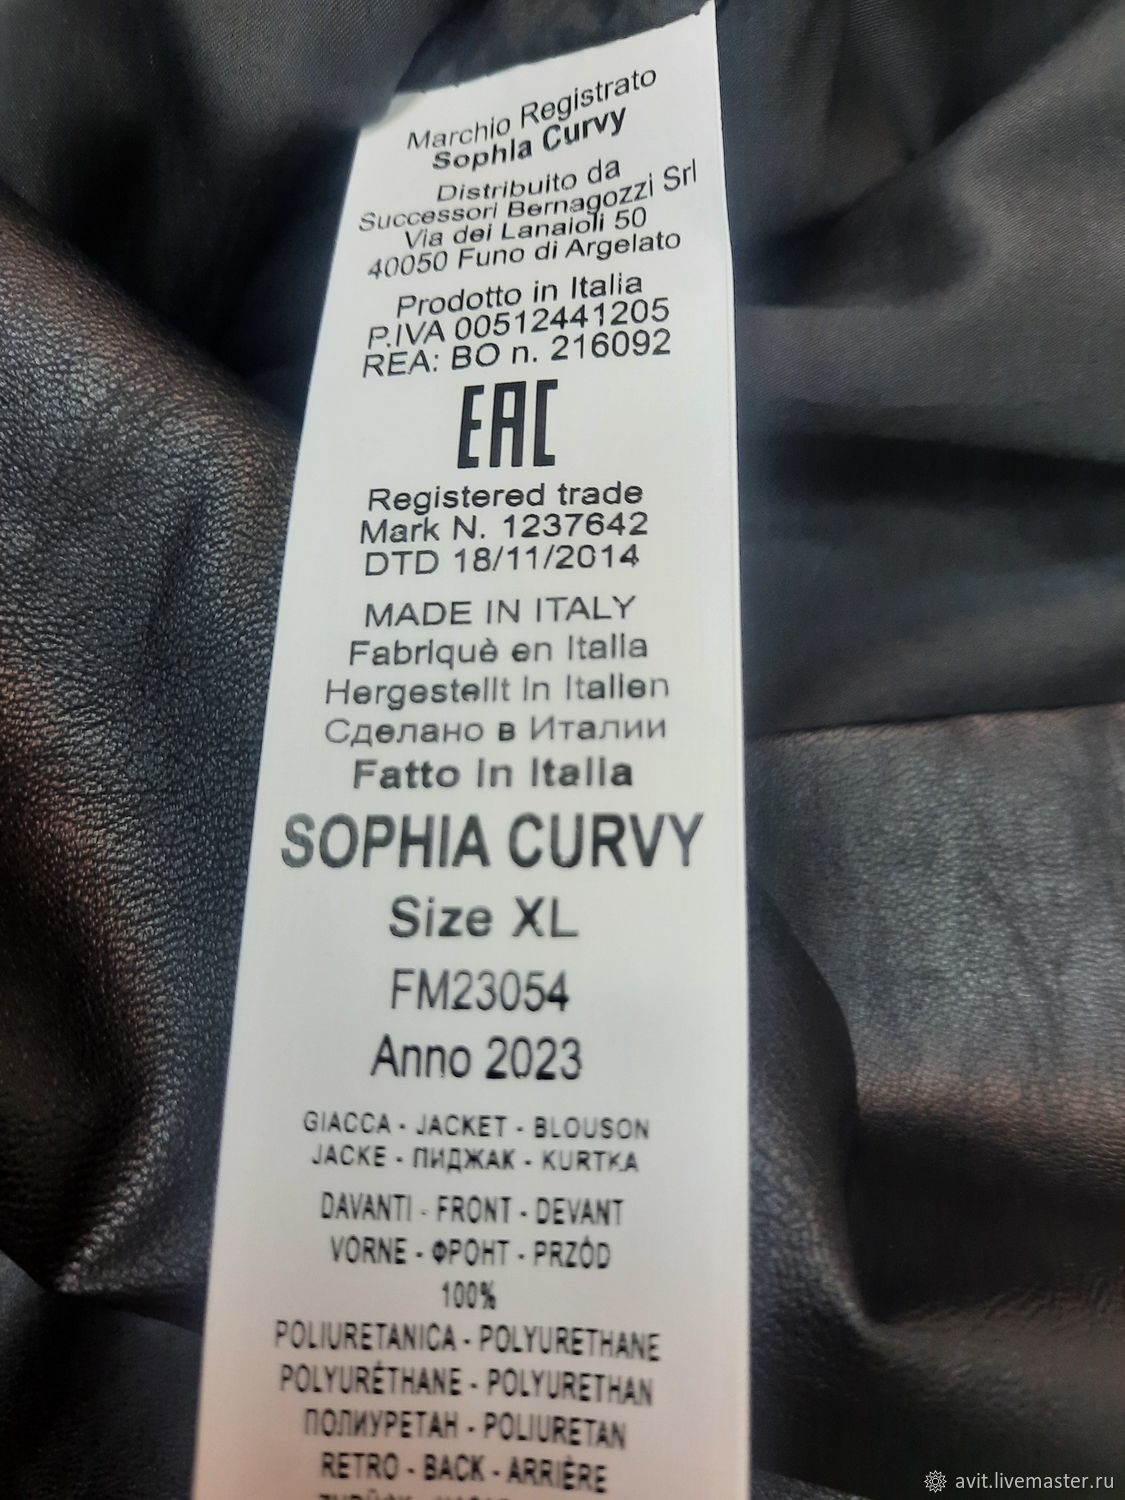 Marchio Registrato
Sophia Curvy
Distribuito da
Successori Bernagozzi Srl
Via dei Lanaioli 50
40050 Funo di Argelato
Prodotto in Italia
P.IVA 00512441205
REA: BO n. 216092
EAC
Registered trade
Mark N. 1237642
DTD 18/11/2014
MADE IN ITALY
Fabriquè en Italia
Hergestellt in Italien
Сделано в Италии
Fatto in Italia
SOPHIA CURVY
Size XL
FM23054
Anno 2023
GIACCA - JACKET - BLOUSON
JACKE - ПИДЖАК - KURTKA
DAVANTI - FRONT - DEVANT
VORNE - ФРОНТ - PRZÓD
100%
POLIURETANICA - POLYURETHANE
POLYURÉTHANE - POLYURETHAN
ПОЛИУРЕТАН - POLIURETAN
RETRO - BACK - ARRIÈRE
avit.livemaster.ru